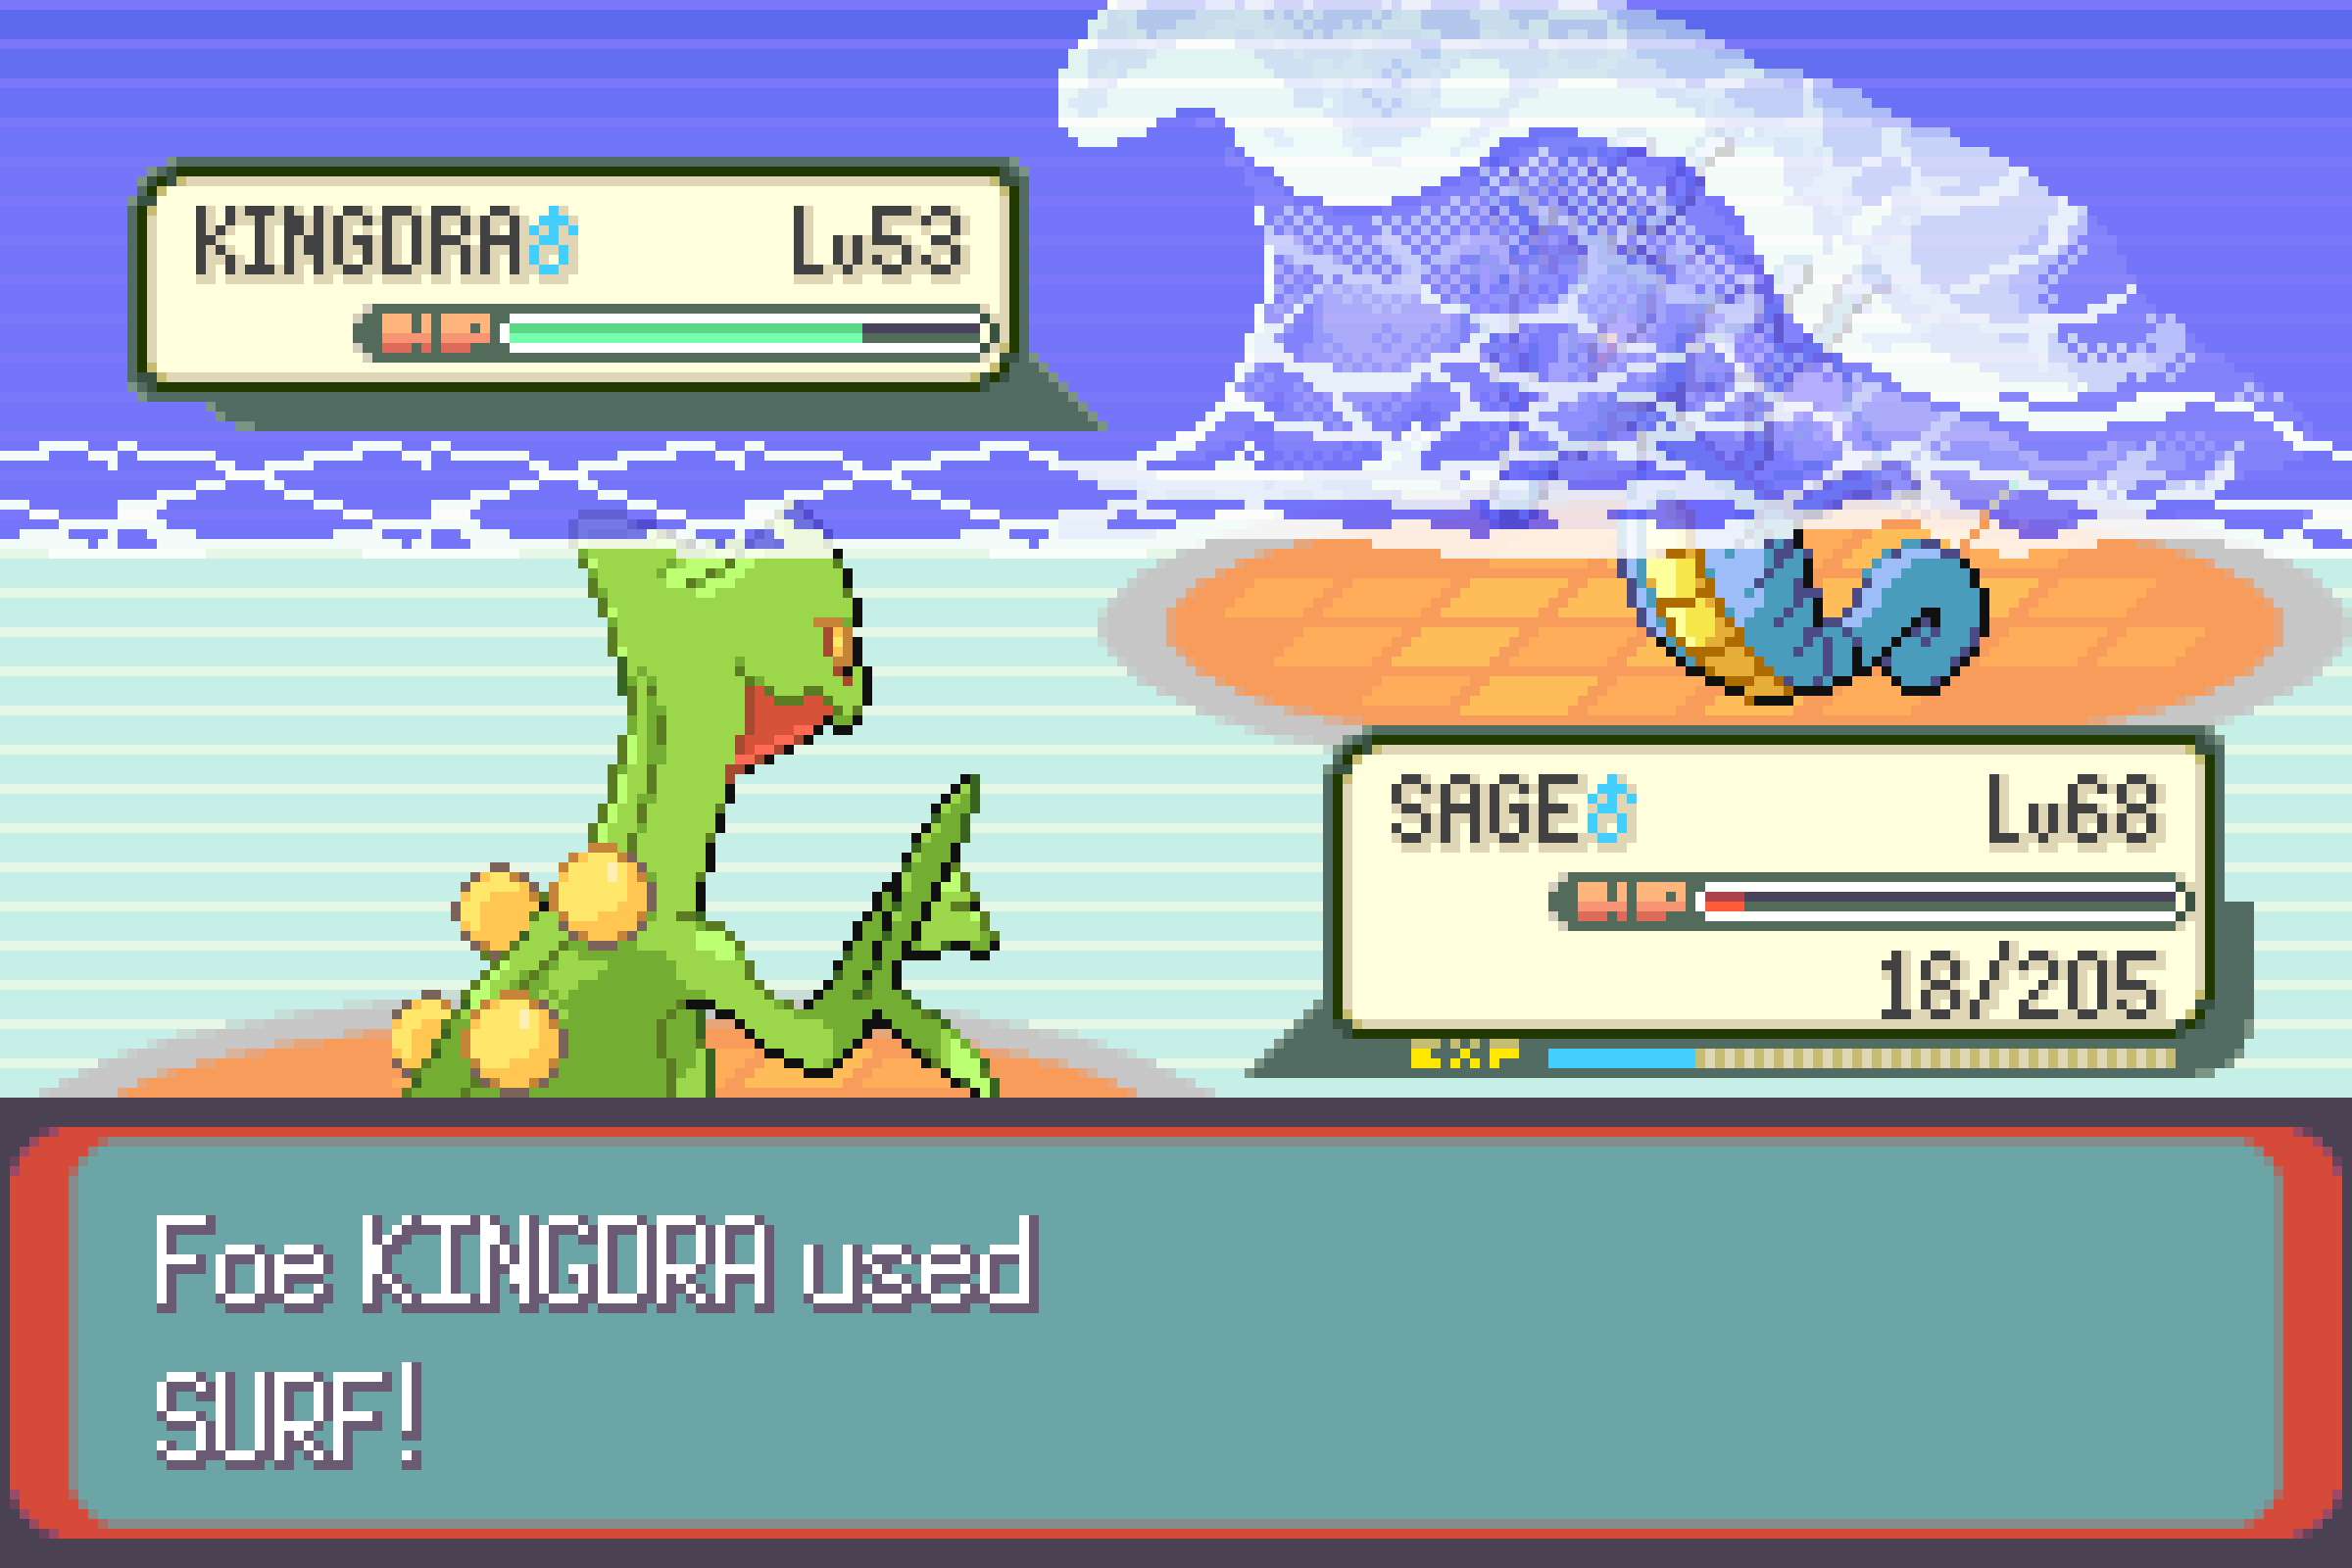 KINGDRA♂ Lv53
HP
SAGE♂ Lv68
HP
18/205
EXP
Foe KINGDRA used
SURF!